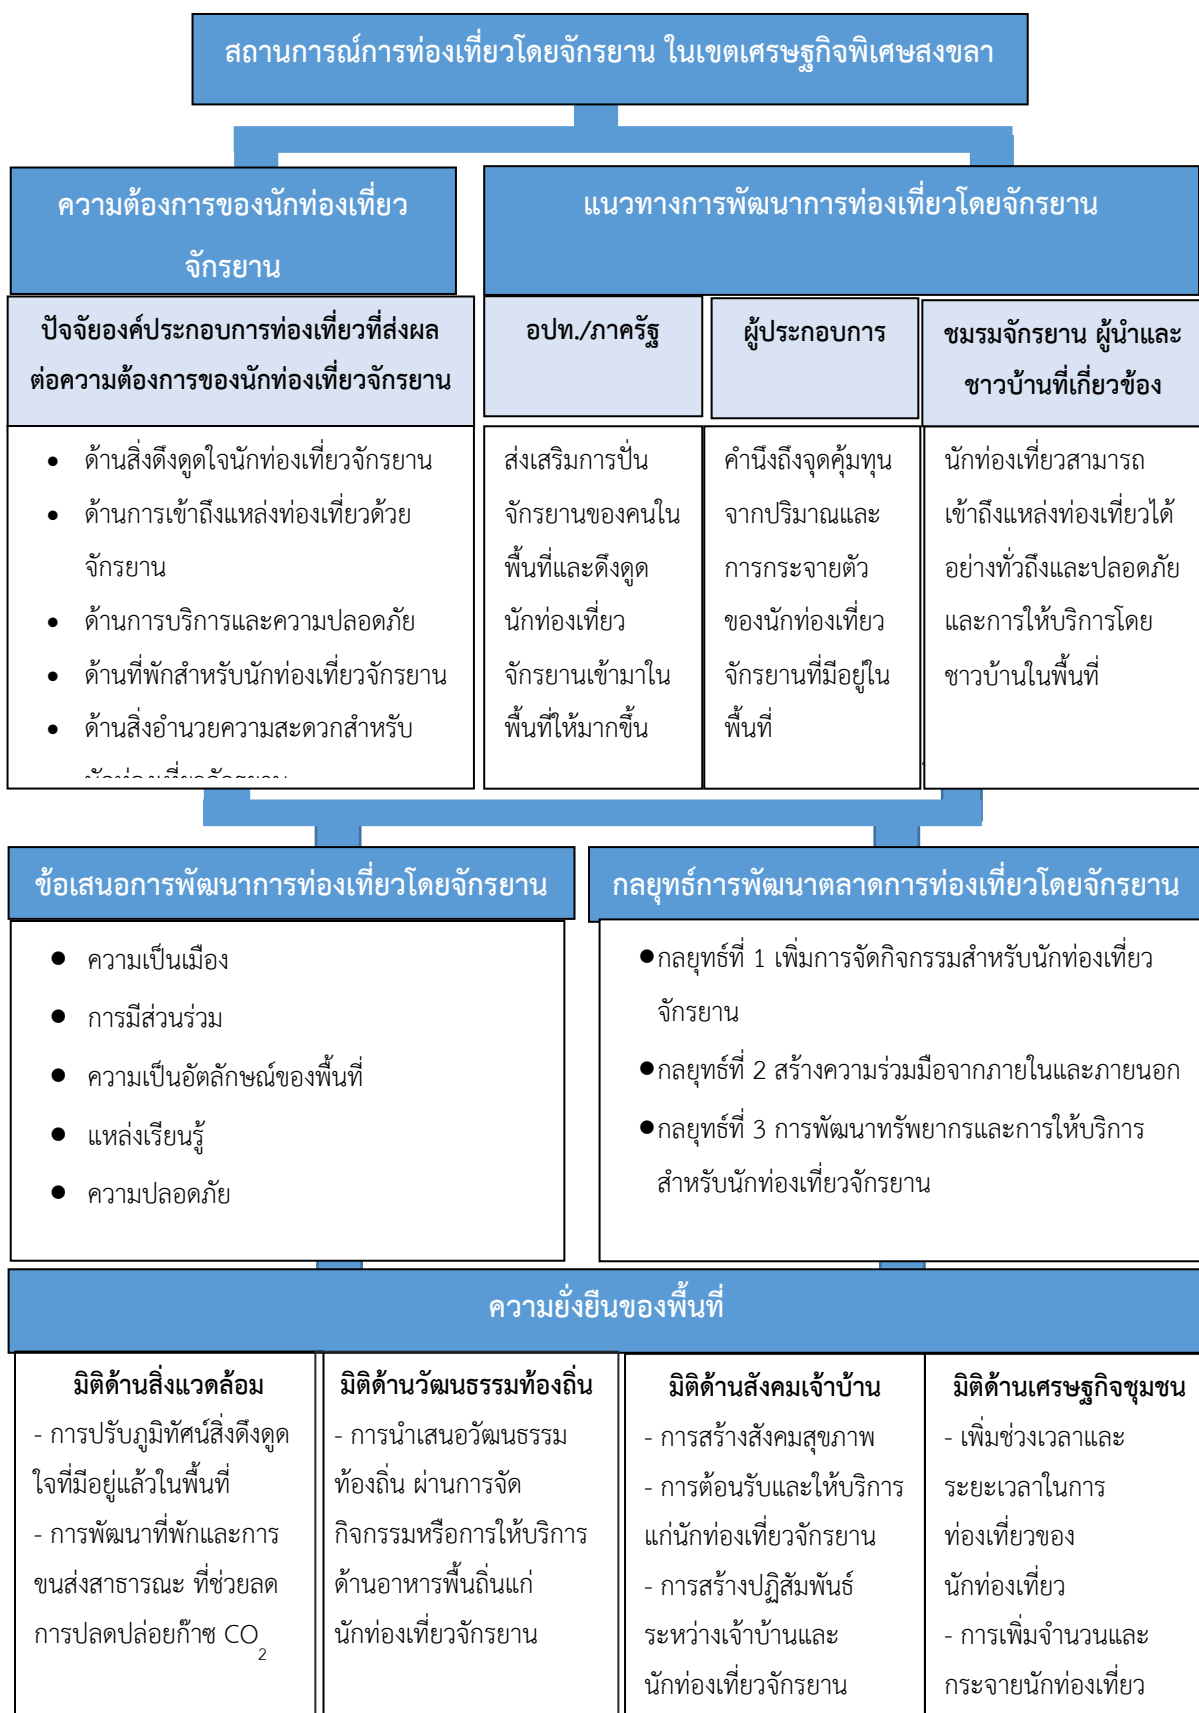 สถานการณ์การท่องเที่ยวโดยจักรยาน ในเขตเศรษฐกิจพิเศษสงขลา
ความต้องการของนักท่องเที่ยว
จักรยาน
แนวทางการพัฒนาการท่องเที่ยวโดยจักรยาน
ปัจจัยองค์ประกอบการท่องเที่ยวที่ส่งผล
ต่อความต้องการของนักท่องเที่ยวจักรยาน
• ด้านสิ่งดึงดูดใจนักท่องเที่ยวจักรยาน
• ด้านการเข้าถึงแหล่งท่องเที่ยวด้วย
จักรยาน
• ด้านการบริการและความปลอดภัย
• ด้านที่พักสำหรับนักท่องเที่ยวจักรยาน
• ด้านสิ่งอำนวยความสะดวกสำหรับ
นักท่องเที่ยวจักรยาน
อปท./ภาครัฐ
ส่งเสริมการปั่น
จักรยานของคนใน
พื้นที่และดึงดูด
นักท่องเที่ยว
จักรยานเข้ามาใน
พื้นที่ให้มากขึ้น
ผู้ประกอบการ
คำนึงถึงจุดคุ้มทุน
จากปริมาณและ
การกระจายตัว
ของนักท่องเที่ยว
จักรยานที่มีอยู่ใน
พื้นที่
ชมรมจักรยาน ผู้นำและ
ชาวบ้านที่เกี่ยวข้อง
นักท่องเที่ยวสามารถ
เข้าถึงแหล่งท่องเที่ยวได้
อย่างทั่วถึงและปลอดภัย
และการให้บริการโดย
ชาวบ้านในพื้นที่
ข้อเสนอการพัฒนาการท่องเที่ยวโดยจักรยาน
● ความเป็นเมือง
● การมีส่วนร่วม
● ความเป็นอัตลักษณ์ของพื้นที่
● แหล่งเรียนรู้
● ความปลอดภัย
กลยุทธ์การพัฒนาตลาดการท่องเที่ยวโดยจักรยาน
●กลยุทธ์ที่ 1 เพิ่มการจัดกิจกรรมสำหรับนักท่องเที่ยว
จักรยาน
●กลยุทธ์ที่ 2 สร้างความร่วมมือจากภายในและภายนอก
●กลยุทธ์ที่ 3 การพัฒนาทรัพยากรและการให้บริการ
สำหรับนักท่องเที่ยวจักรยาน
ความยั่งยืนของพื้นที่
มิติด้านสิ่งแวดล้อม
- การปรับภูมิทัศน์สิ่งดึงดูด
ใจที่มีอยู่แล้วในพื้นที่
- การพัฒนาที่พักและการ
ขนส่งสาธารณะ ที่ช่วยลด
การปลดปล่อยก๊าซ CO2
มิติด้านวัฒนธรรมท้องถิ่น
- การนำเสนอวัฒนธรรม
ท้องถิ่น ผ่านการจัด
กิจกรรมหรือการให้บริการ
ด้านอาหารพื้นถิ่นแก่
นักท่องเที่ยวจักรยาน
มิติด้านสังคมเจ้าบ้าน
- การสร้างสังคมสุขภาพ
- การต้อนรับและให้บริการ
แก่นักท่องเที่ยวจักรยาน
- การสร้างปฏิสัมพันธ์
ระหว่างเจ้าบ้านและ
นักท่องเที่ยวจักรยาน
มิติด้านเศรษฐกิจชุมชน
- เพิ่มช่วงเวลาและ
ระยะเวลาในการ
ท่องเที่ยวของ
นักท่องเที่ยว
- การเพิ่มจำนวนและ
กระจายนักท่องเที่ยว